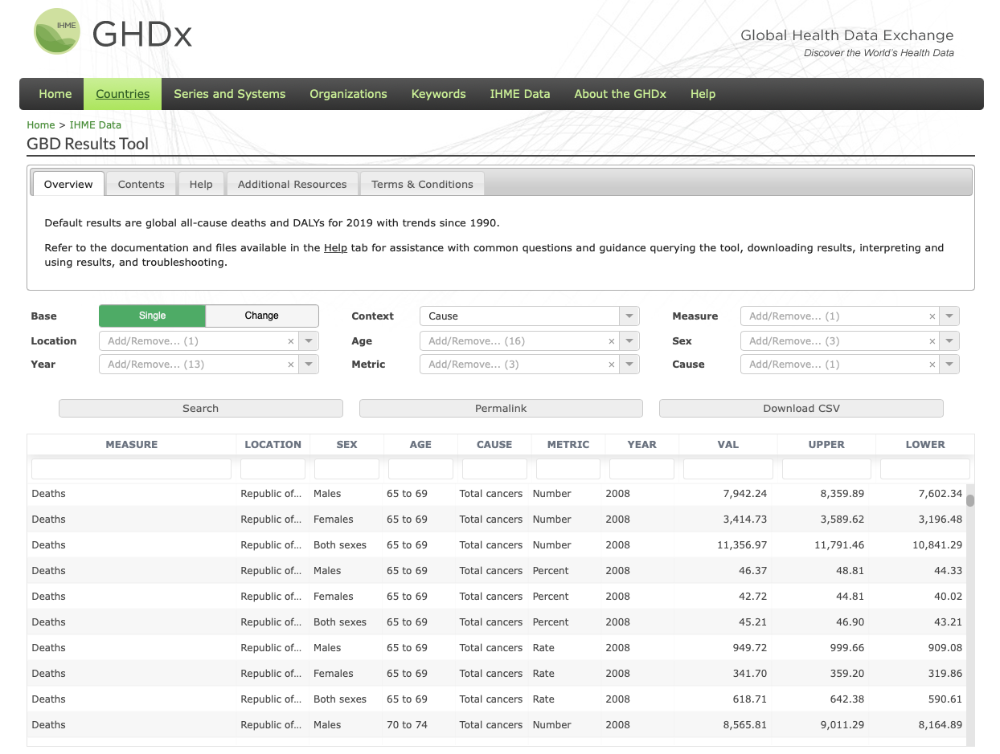 IHME
GHDx
Global Health Data Exchange
Discover the World's Health Data
Home Countries Series and Systems Organizations Keywords IHME Data About the GHDx Help
Home > IHME Data
GBD Results Tool
Overview Contents Help Additional Resources Terms & Conditions
Default results are global all-cause deaths and DALYs for 2019 with trends since 1990.
Refer to the documentation and files available in the Help tab for assistance with common questions and guidance querying the tool, downloading results, interpreting and
using results, and troubleshooting.
Base Single Change Context Cause Measure Add/Remove... (1) ×
Location Add/Remove... (1) × Age Add/Remove... (16) × Sex Add/Remove... (3) ×
Year Add/Remove... (13) × Metric Add/Remove... (3) × Cause Add/Remove... (1) ×
Search Permalink Download CSV
MEASURE LOCATION SEX AGE CAUSE METRIC YEAR VAL UPPER LOWER
Deaths Republic of... Males 65 to 69 Total cancers Number 2008 7,942.24 8,359.89 7,602.34
Deaths Republic of... Females 65 to 69 Total cancers Number 2008 3,414.73 3,589.62 3,196.48
Deaths Republic of... Both sexes 65 to 69 Total cancers Number 2008 11,356.97 11,791.46 10,841.29
Deaths Republic of... Males 65 to 69 Total cancers Percent 2008 46.37 48.81 44.33
Deaths Republic of... Females 65 to 69 Total cancers Percent 2008 42.72 44.81 40.02
Deaths Republic of... Both sexes 65 to 69 Total cancers Percent 2008 45.21 46.90 43.21
Deaths Republic of... Males 65 to 69 Total cancers Rate 2008 949.72 999.66 909.08
Deaths Republic of... Females 65 to 69 Total cancers Rate 2008 341.70 359.20 319.86
Deaths Republic of... Both sexes 65 to 69 Total cancers Rate 2008 618.71 642.38 590.61
Deaths Republic of... Males 70 to 74 Total cancers Number 2008 8,565.81 9,011.29 8,164.89